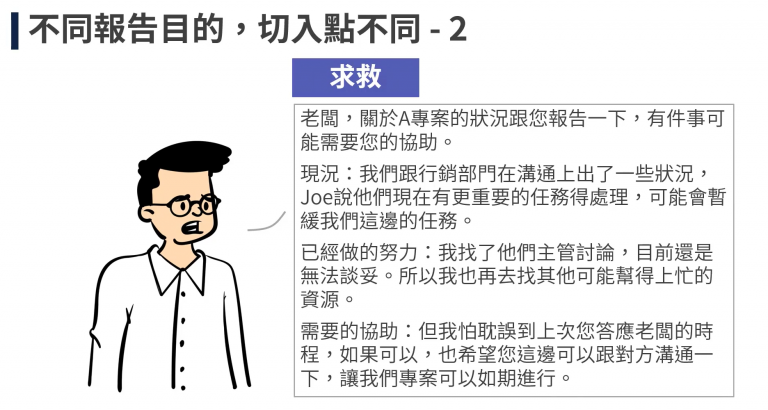 不同報告目的，切入點不同 - 2
求救
老闆，關於A專案的狀況跟您報告一下，有件事可
能需要您的協助。
現況：我們跟行銷部門在溝通上出了一些狀況，
Joe說他們現在有更重要的任務得處理，可能會暫
緩我們這邊的任務。
已經做的努力：我找了他們主管討論，目前還是
無法談妥。所以我也再去找其他可能幫得上忙的
資源。
需要的協助：但我怕耽誤到上次您答應老闆的時
程，如果可以，也希望您這邊可以跟對方溝通一
下，讓我們專案可以如期進行。